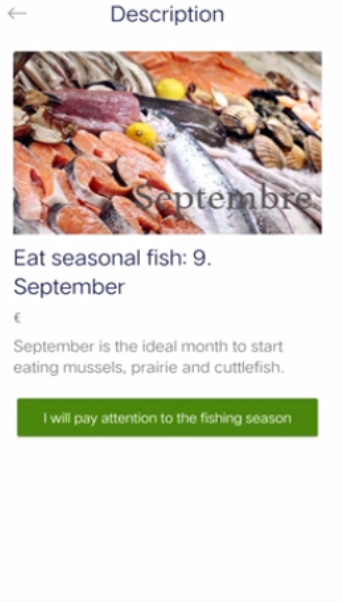 Description
Septembre
Eat seasonal fish: 9.
September
€
September is the ideal month to start
eating mussels, prairie and cuttlefish.
I will pay attention to the fishing season